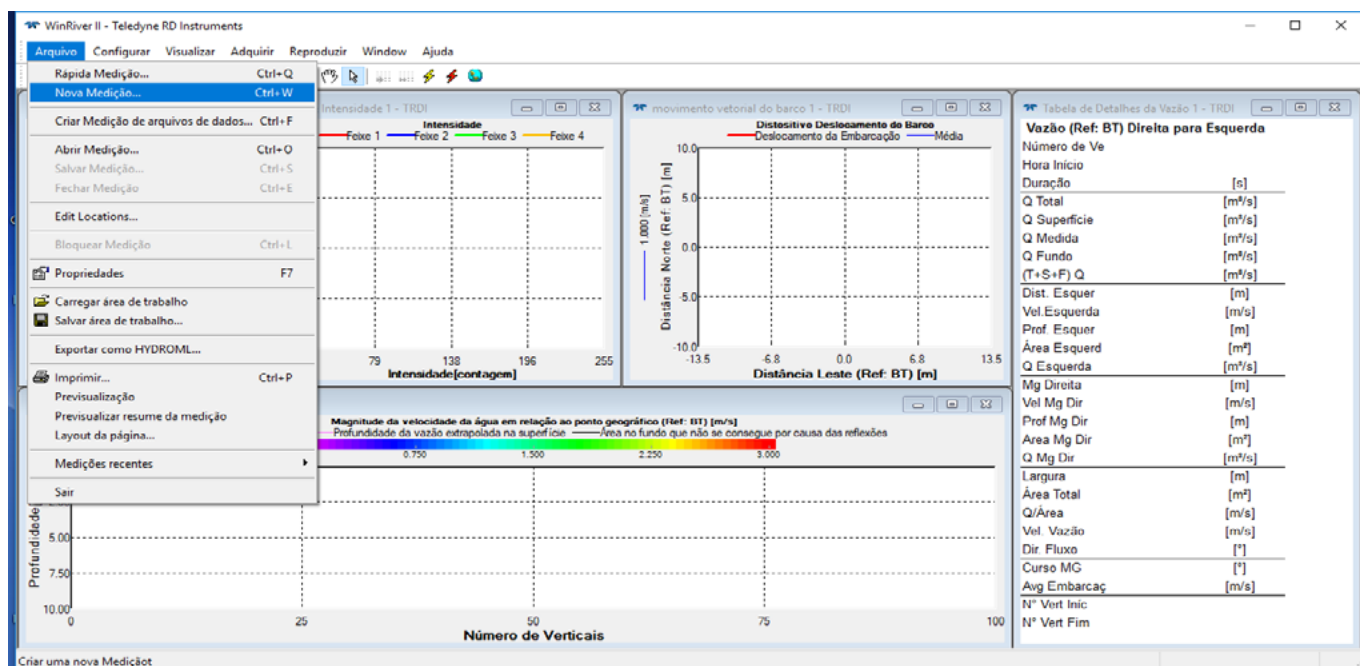 WinRiver II - Teledyne RD Instruments
Arquivo Configurar Visualizar Adquirir Reproduzir Window Ajuda
Rápida Medição... Ctrl+Q
Nova Medição... Ctrl+W
Criar Medição de arquivos de dados... Ctrl+F
Abrir Medição... Ctrl+O
Salvar Medição... Ctrl+S
Fechar Medição Ctrl+E
Edit Locations...
Bloquear Medição Ctrl+L
Propriedades F7
Carregar área de trabalho
Salvar área de trabalho...
Exportar como HYDROML...
Imprimir... Ctrl+P
Previsualização
Previsualizar resume da medição
Layout da página...
Medições recentes
Sair
Intensidade 1 - TRDI
Intensidade
Feixe 1 Feixe 2 Feixe 3 Feixe 4
79 138 196 255
Intensidade[contagem]
movimento vetorial do barco 1 - TRDI
Distositivo Deslocamento do Barco
Deslocamento da Embarcação Média
1.000 [m/s]
Distância Norte (Ref: BT) [m]
10.0
5.0
0.0
-5.0
-10.0
-13.5 -6.8 0.0 6.8 13.5
Distância Leste (Ref: BT) [m]
Tabela de Detalhes da Vazão 1 - TRDI
Vazão (Ref: BT) Direita para Esquerda
Número de Ve
Hora Início
Duração [s]
Q Total [m³/s]
Q Superfície [m³/s]
Q Medida [m³/s]
Q Fundo [m³/s]
(T+S+F) Q [m³/s]
Dist. Esquer [m]
Vel.Esquerda [m/s]
Prof. Esquer [m]
Área Esquerd [m²]
Q Esquerda [m³/s]
Mg Direita [m]
Vel Mg Dir [m/s]
Prof Mg Dir [m]
Area Mg Dir [m²]
Q Mg Dir [m³/s]
Largura [m]
Área Total [m²]
Q/Área [m/s]
Vel. Vazão [m/s]
Dir. Fluxo [°]
Curso MG [°]
Avg Embarcaç [m/s]
N° Vert Iníc
N° Vert Fim
Magnitude da velocidade da água em relação ao ponto geográfico (Ref: BT) [m/s]
Profundidade da vazão extrapolada na superfície Área no fundo que não se consegue por causa das reflexões
0.750 1.500 2.250 3.000
5.00
7.50
10.00
0 25 50 75 100
Número de Verticais
Criar uma nova Mediçãot